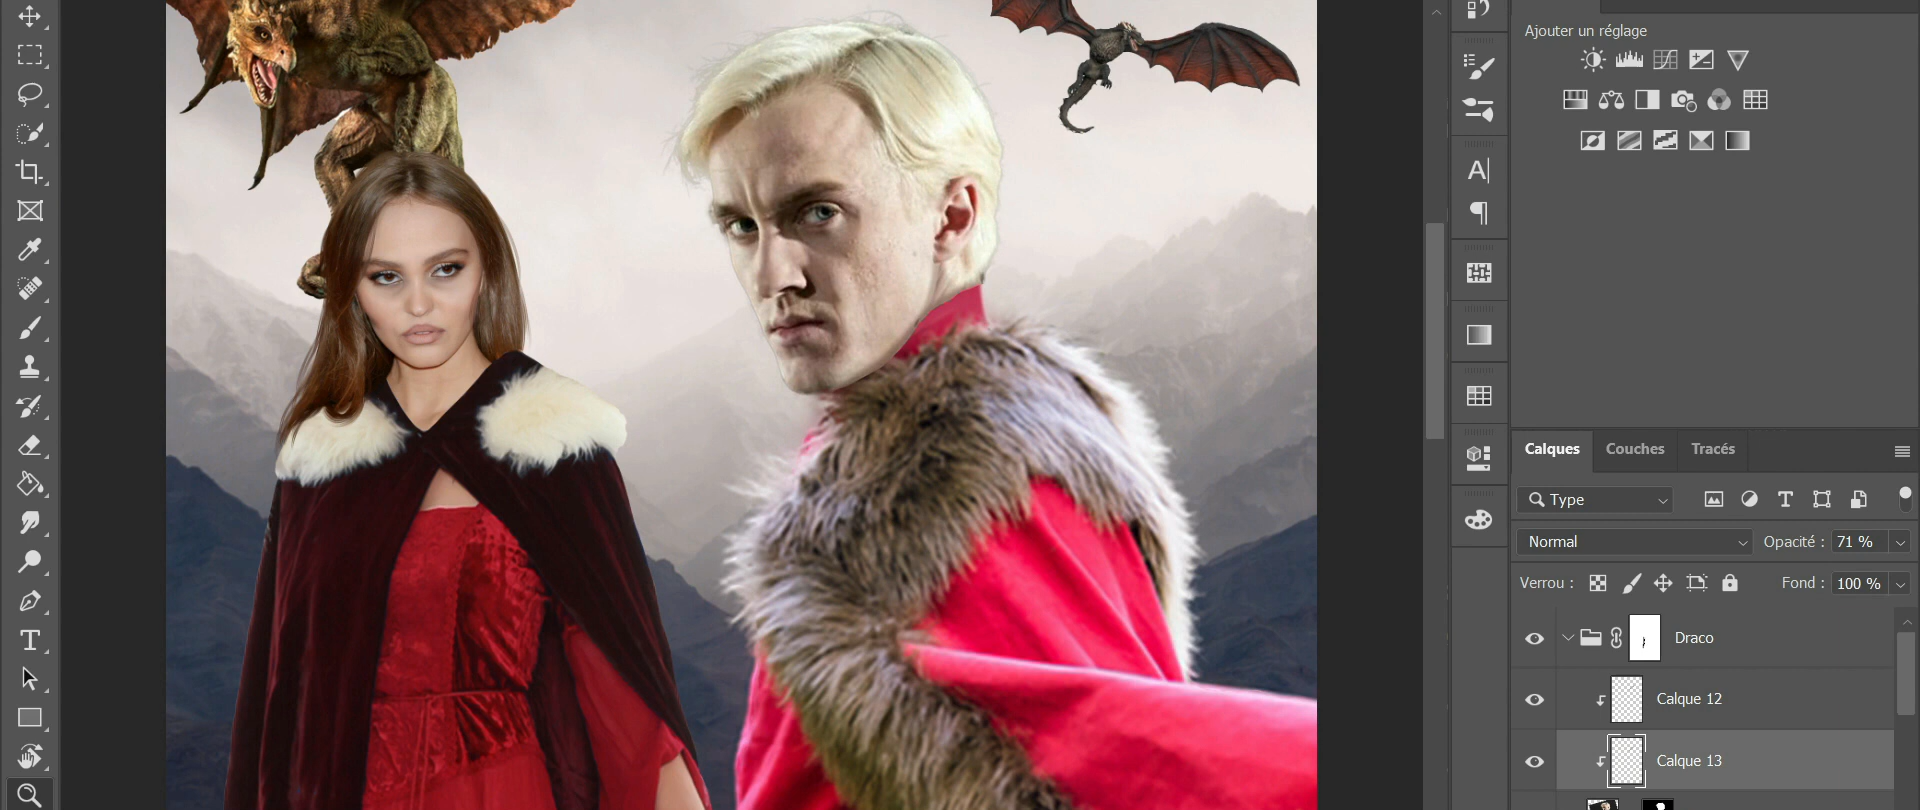 Ajouter un réglage
Calques Couches Tracés
Type
Normal Opacité : 71 %
Verrou : Fond : 100 %
Draco
Calque 12
Calque 13